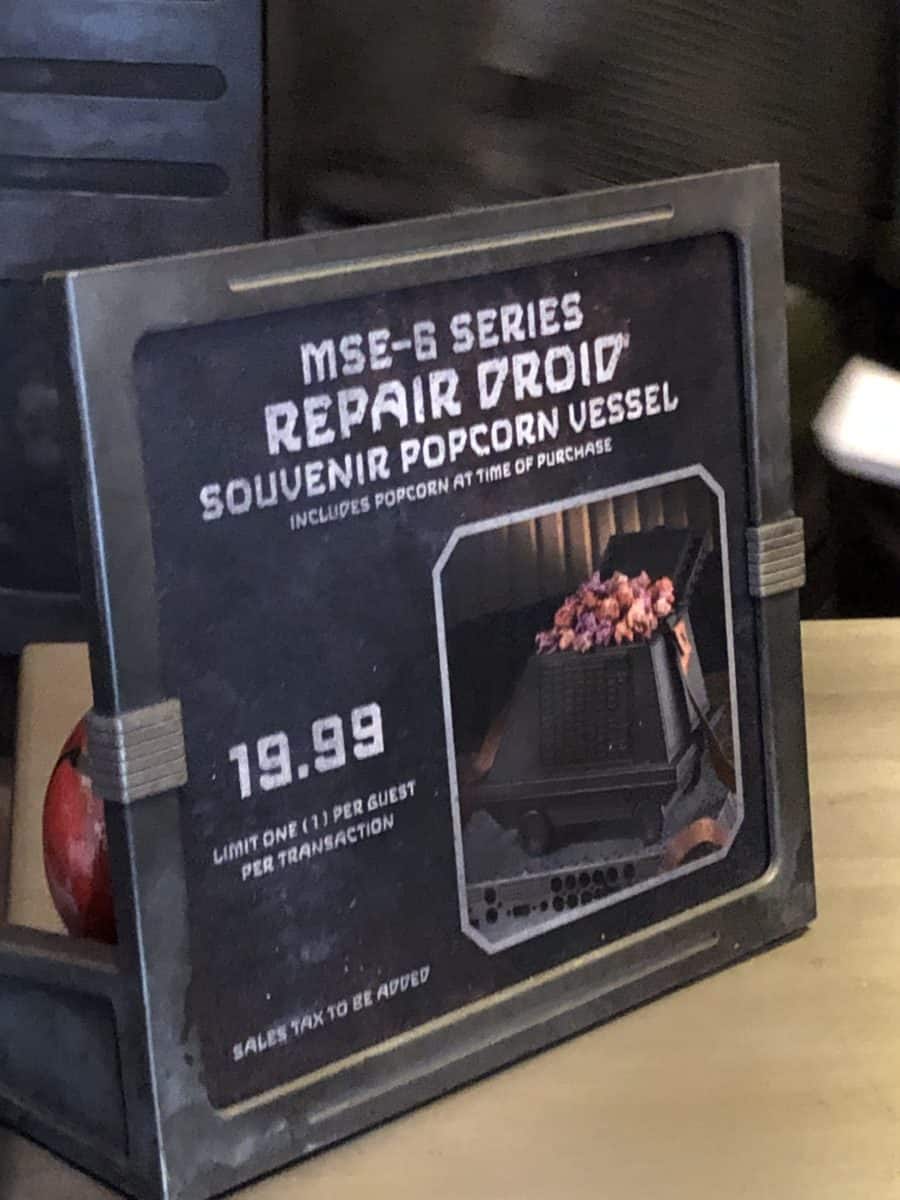 MSE-6 SERIES
REPAIR DROID
SOUVENIR POPCORN VESSEL
INCLUDES POPCORN AT TIME OF PURCHASE
19.99
LIMIT ONE (1) PER GUEST
PER TRANSACTION
SALES TAX TO BE ADDED